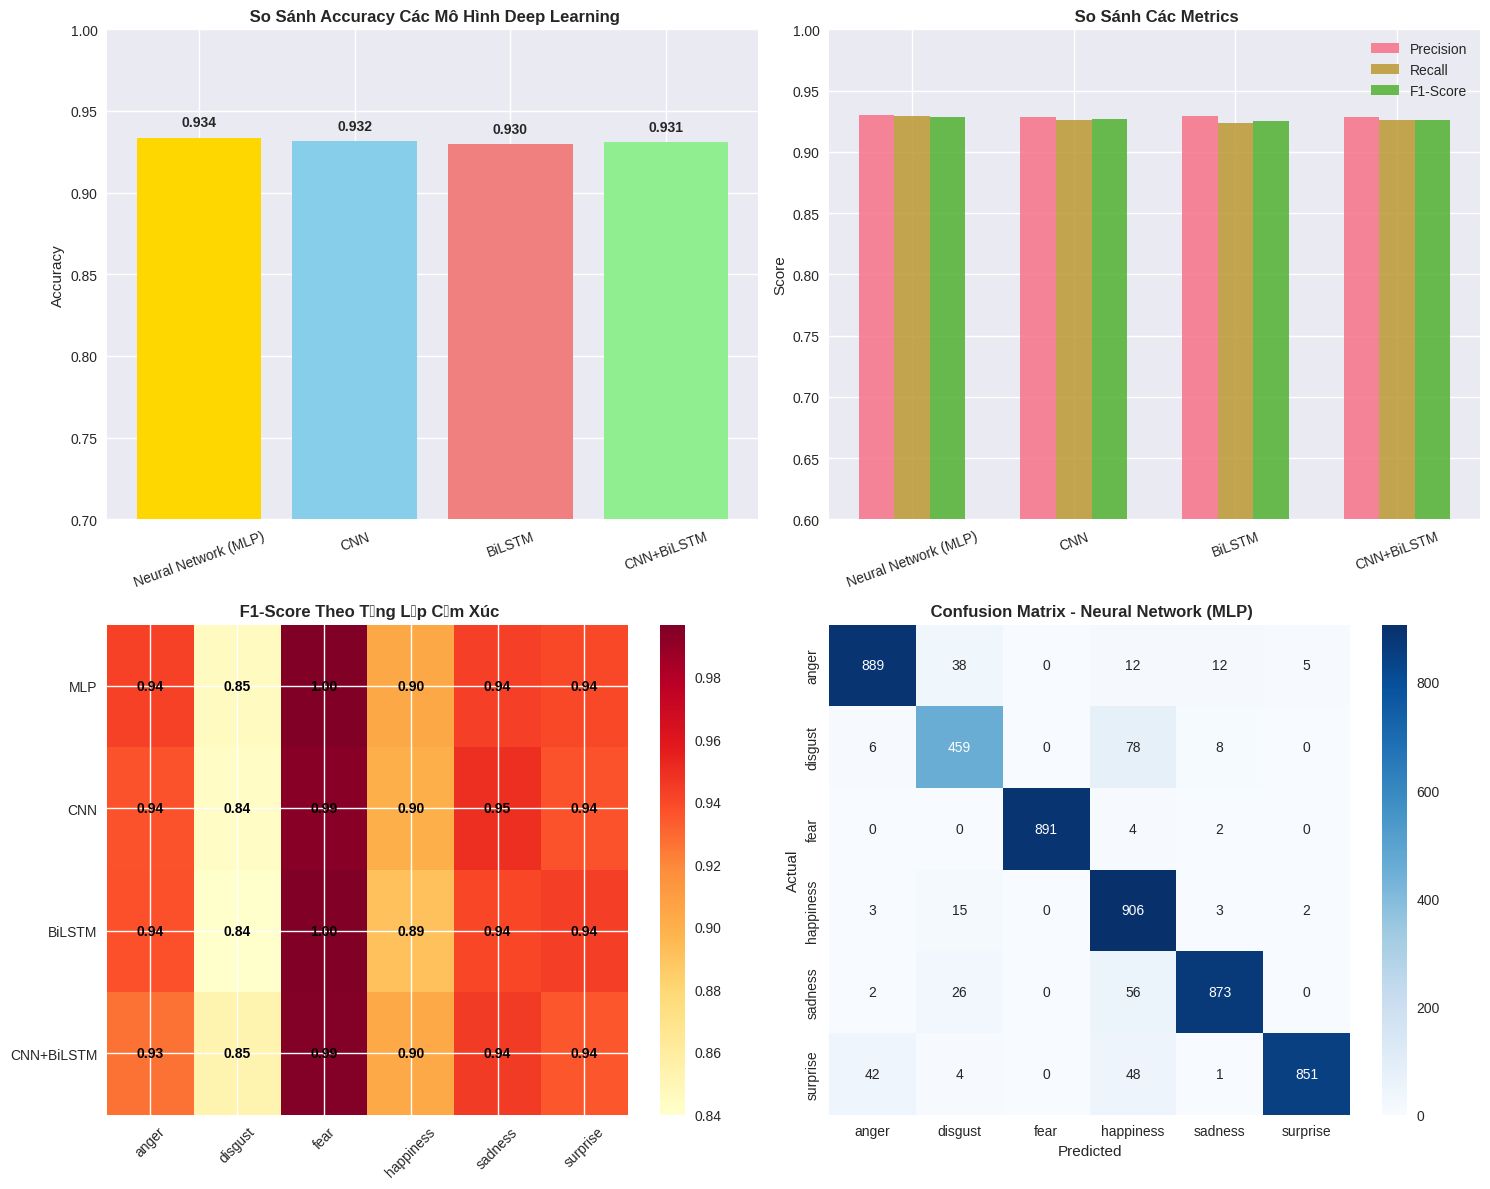 So Sánh Accuracy Các Mô Hình Deep Learning
1.00
0.95
0.90
0.85
0.80
0.75
0.70
Accuracy
0.934
0.932
0.930
0.931
Neural Network (MLP)
CNN
BiLSTM
CNN+BiLSTM
So Sánh Các Metrics
1.00
0.95
0.90
0.85
0.80
0.75
0.70
0.65
0.60
Score
Precision
Recall
F1-Score
Neural Network (MLP)
CNN
BiLSTM
CNN+BiLSTM
F1-Score Theo T▯ng L▯p C▯m Xúc
MLP 0.94 0.85 1.00 0.90 0.94 0.94
CNN 0.94 0.84 0.99 0.90 0.95 0.94
BiLSTM 0.94 0.84 1.00 0.89 0.94 0.94
CNN+BiLSTM 0.93 0.85 0.99 0.90 0.94 0.94
anger disgust fear happiness sadness surprise
0.98
0.96
0.94
0.92
0.90
0.88
0.86
0.84
Confusion Matrix - Neural Network (MLP)
Actual
anger 889 38 0 12 12 5
disgust 6 459 0 78 8 0
fear 0 0 891 4 2 0
happiness 3 15 0 906 3 2
sadness 2 26 0 56 873 0
surprise 42 4 0 48 1 851
anger disgust fear happiness sadness surprise
Predicted
800
600
400
200
0